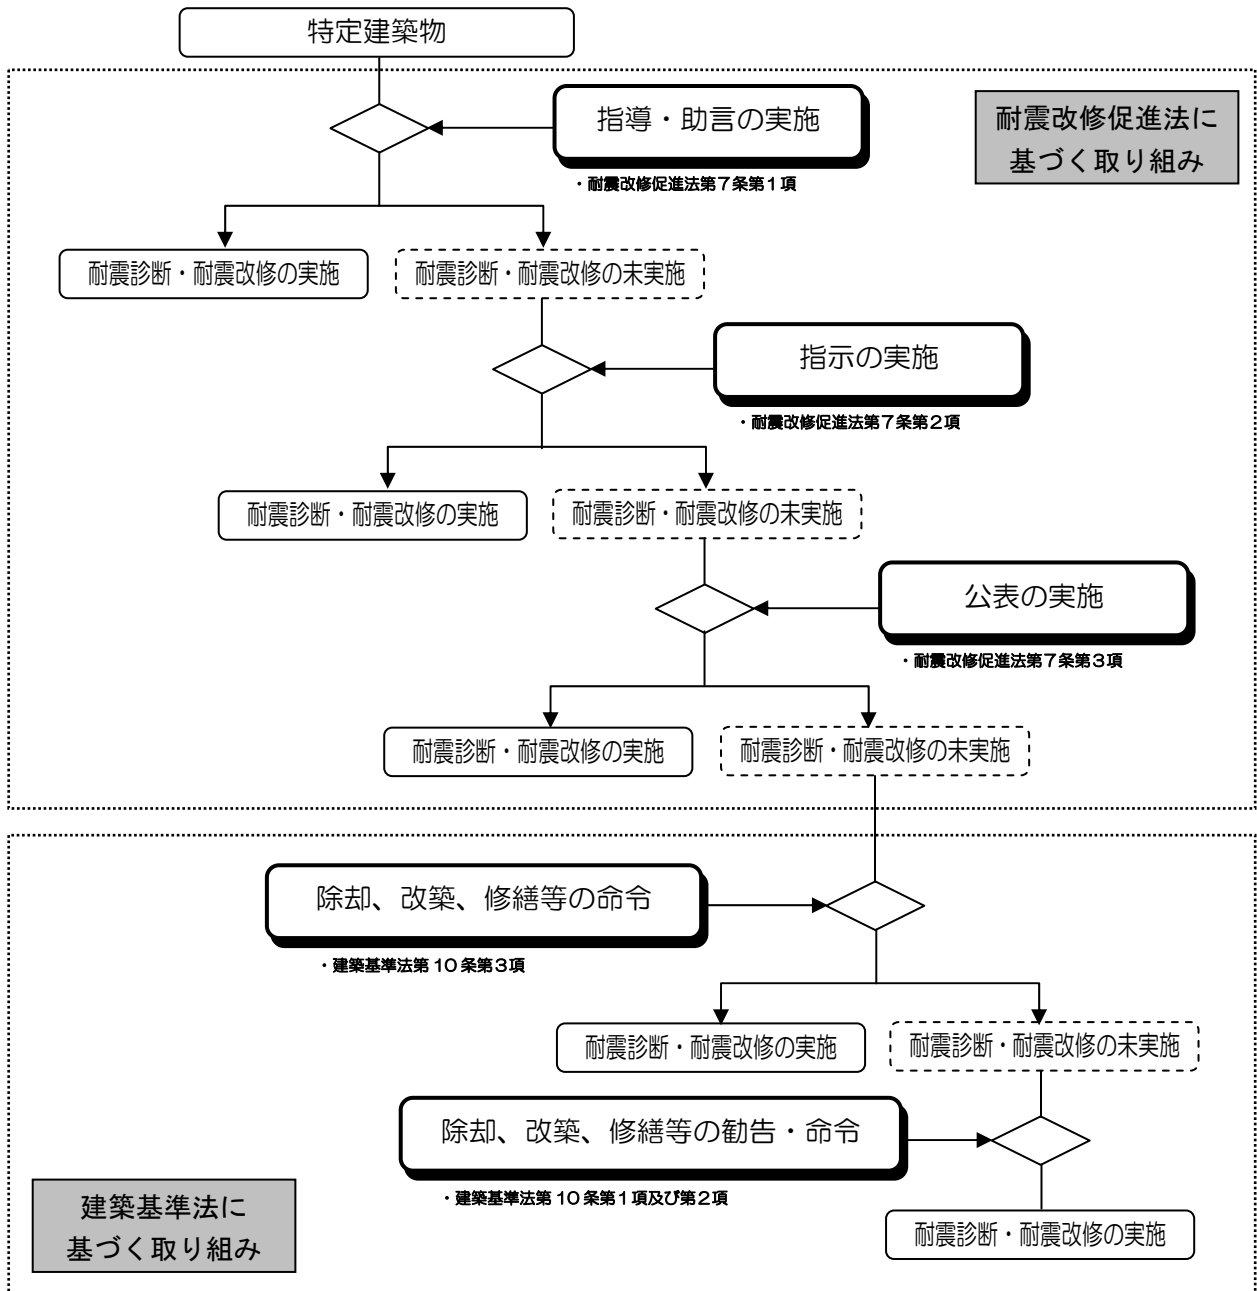 特定建築物
指導・助言の実施
耐震改修促進法に
基づく取り組み
・耐震改修促進法第7条第1項
耐震診断・耐震改修の実施
耐震診断・耐震改修の未実施
指示の実施
・耐震改修促進法第7条第2項
耐震診断・耐震改修の実施
耐震診断・耐震改修の未実施
公表の実施
・耐震改修促進法第7条第3項
耐震診断・耐震改修の実施
耐震診断・耐震改修の未実施
除却、改築、修繕等の命令
・建築基準法第10条第3項
耐震診断・耐震改修の実施
耐震診断・耐震改修の未実施
除却、改築、修繕等の勧告・命令
・建築基準法第10条第1項及び第2項
建築基準法に
基づく取り組み
耐震診断・耐震改修の実施